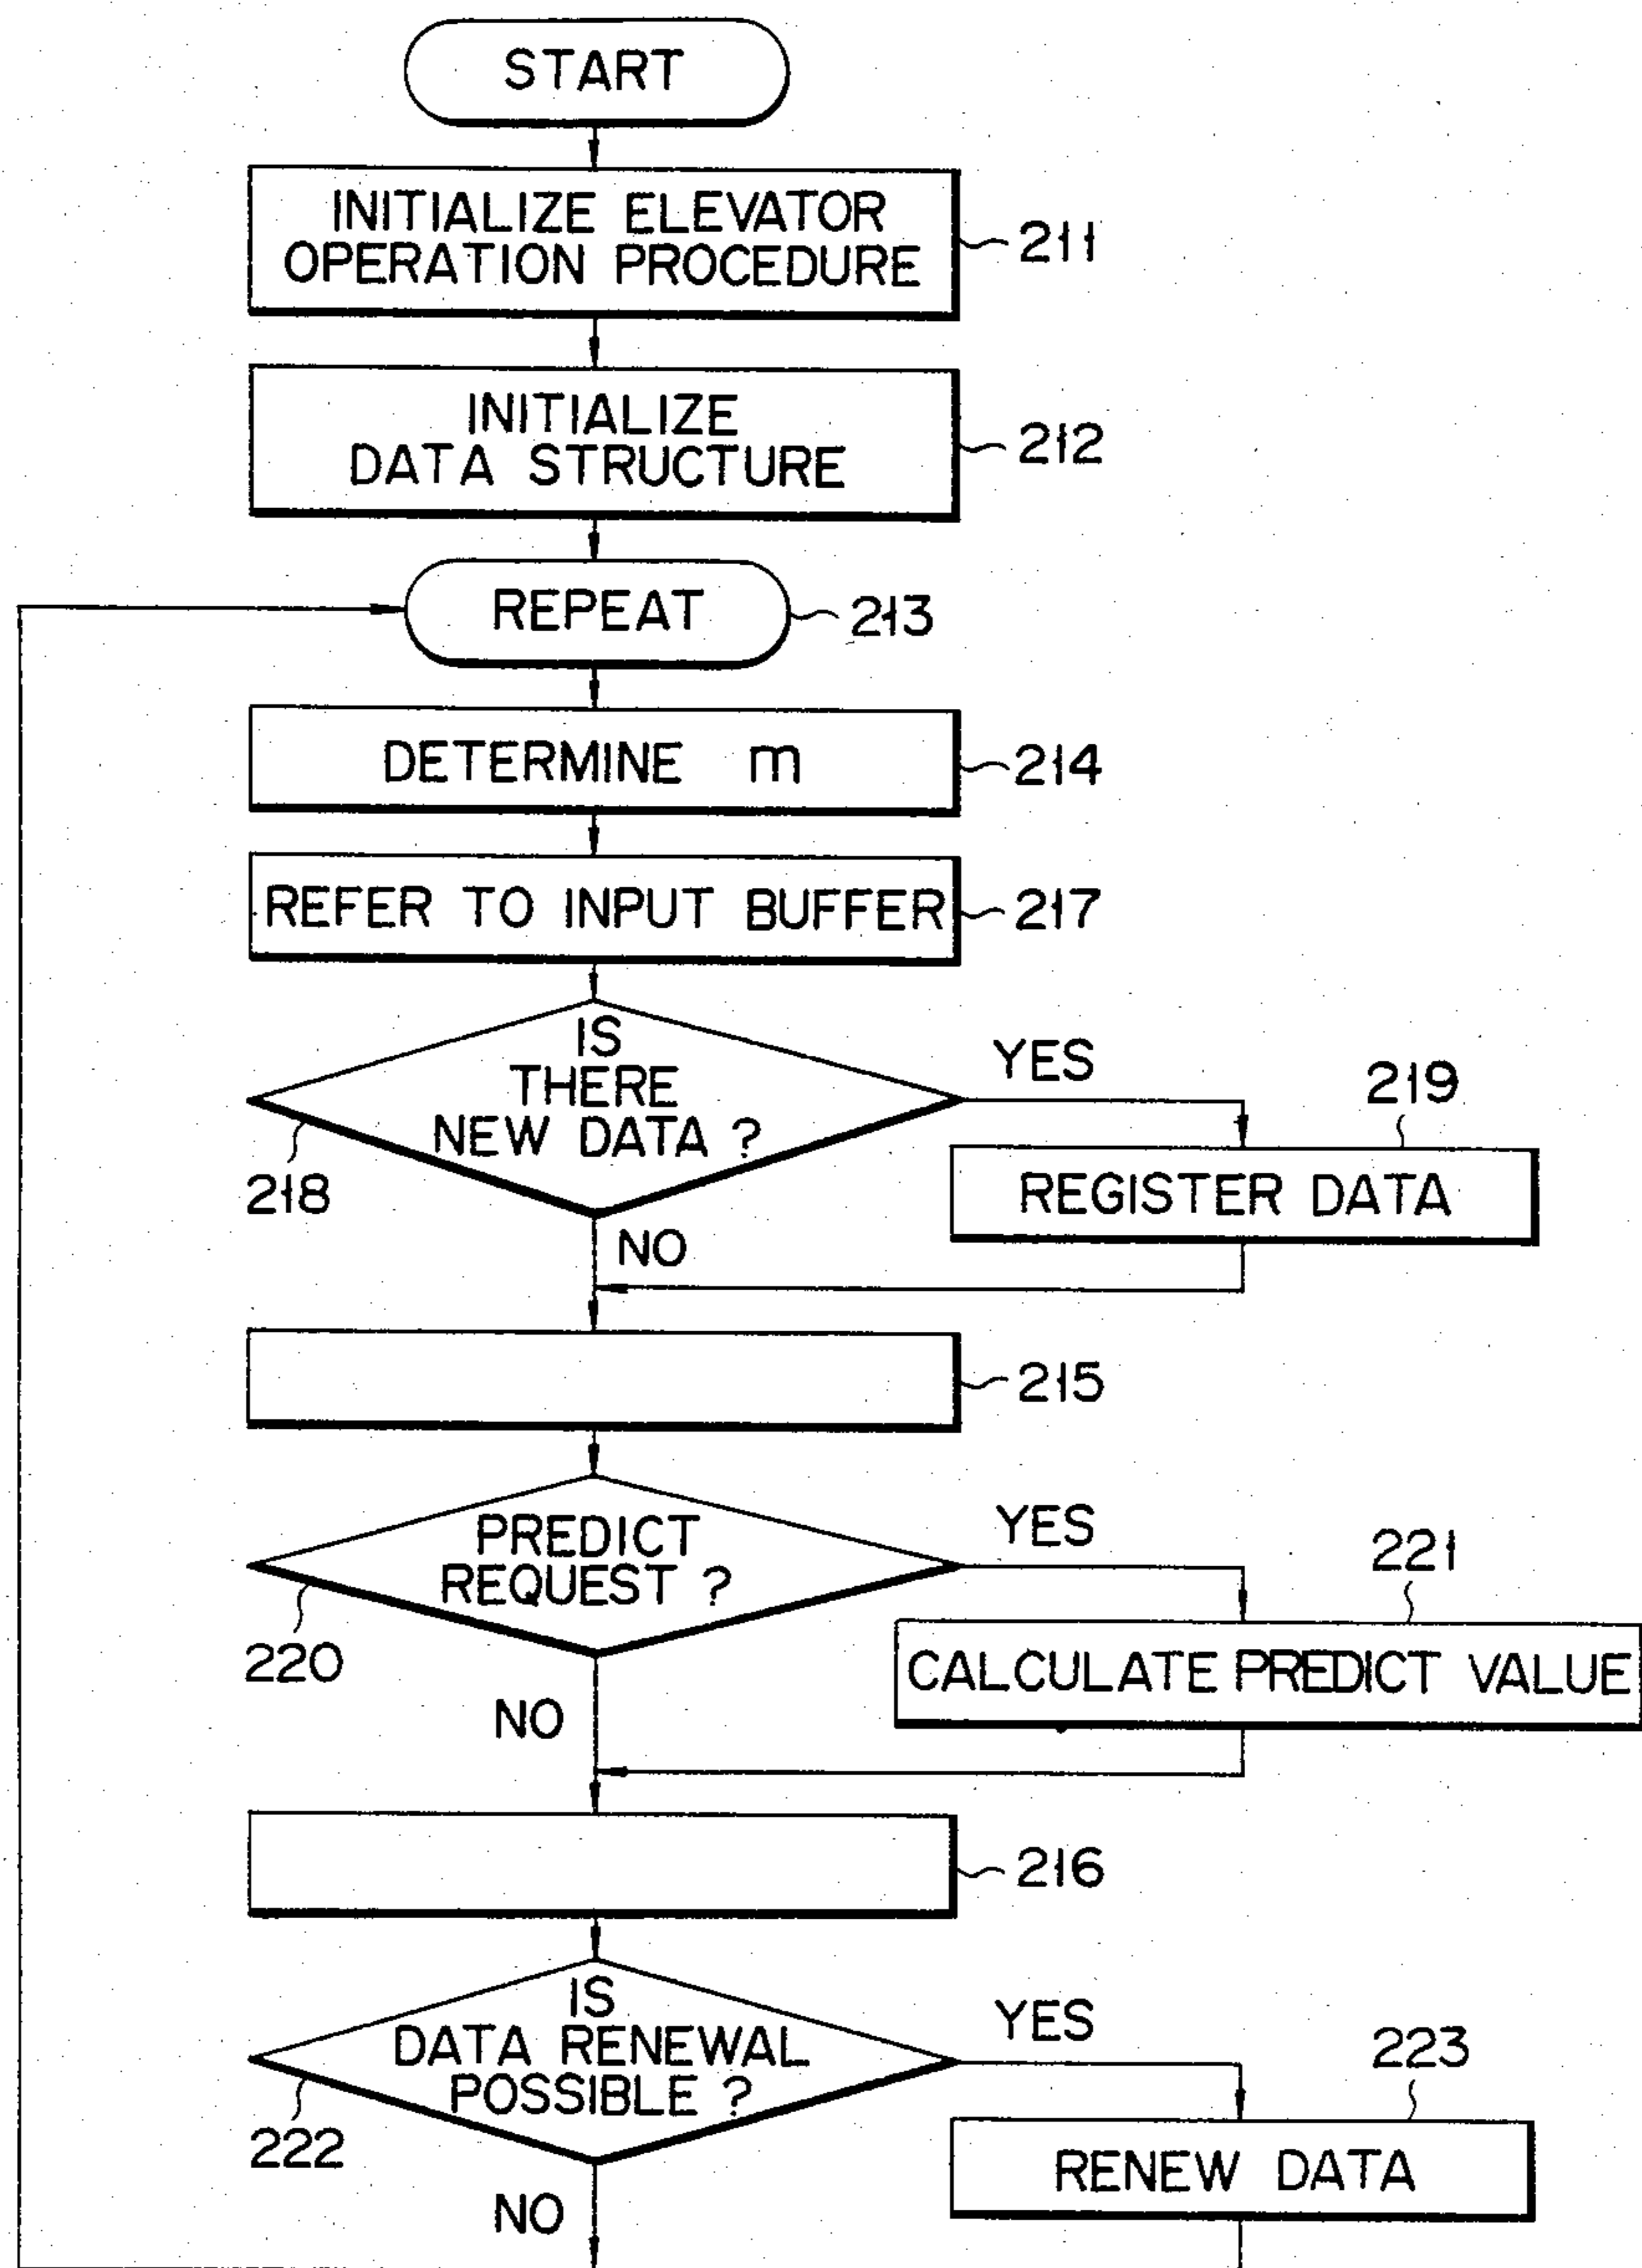 START
INITIALIZE ELEVATOR
OPERATION PROCEDURE
211
INITIALIZE
DATA STRUCTURE
212
REPEAT
213
DETERMINE m
214
REFER TO INPUT BUFFER
217
IS
THERE
NEW DATA ?
218
YES
219
REGISTER DATA
NO
215
PREDICT
REQUEST ?
220
YES
221
CALCULATE PREDICT VALUE
NO
216
IS
DATA RENEWAL
POSSIBLE ?
222
YES
223
RENEW DATA
NO